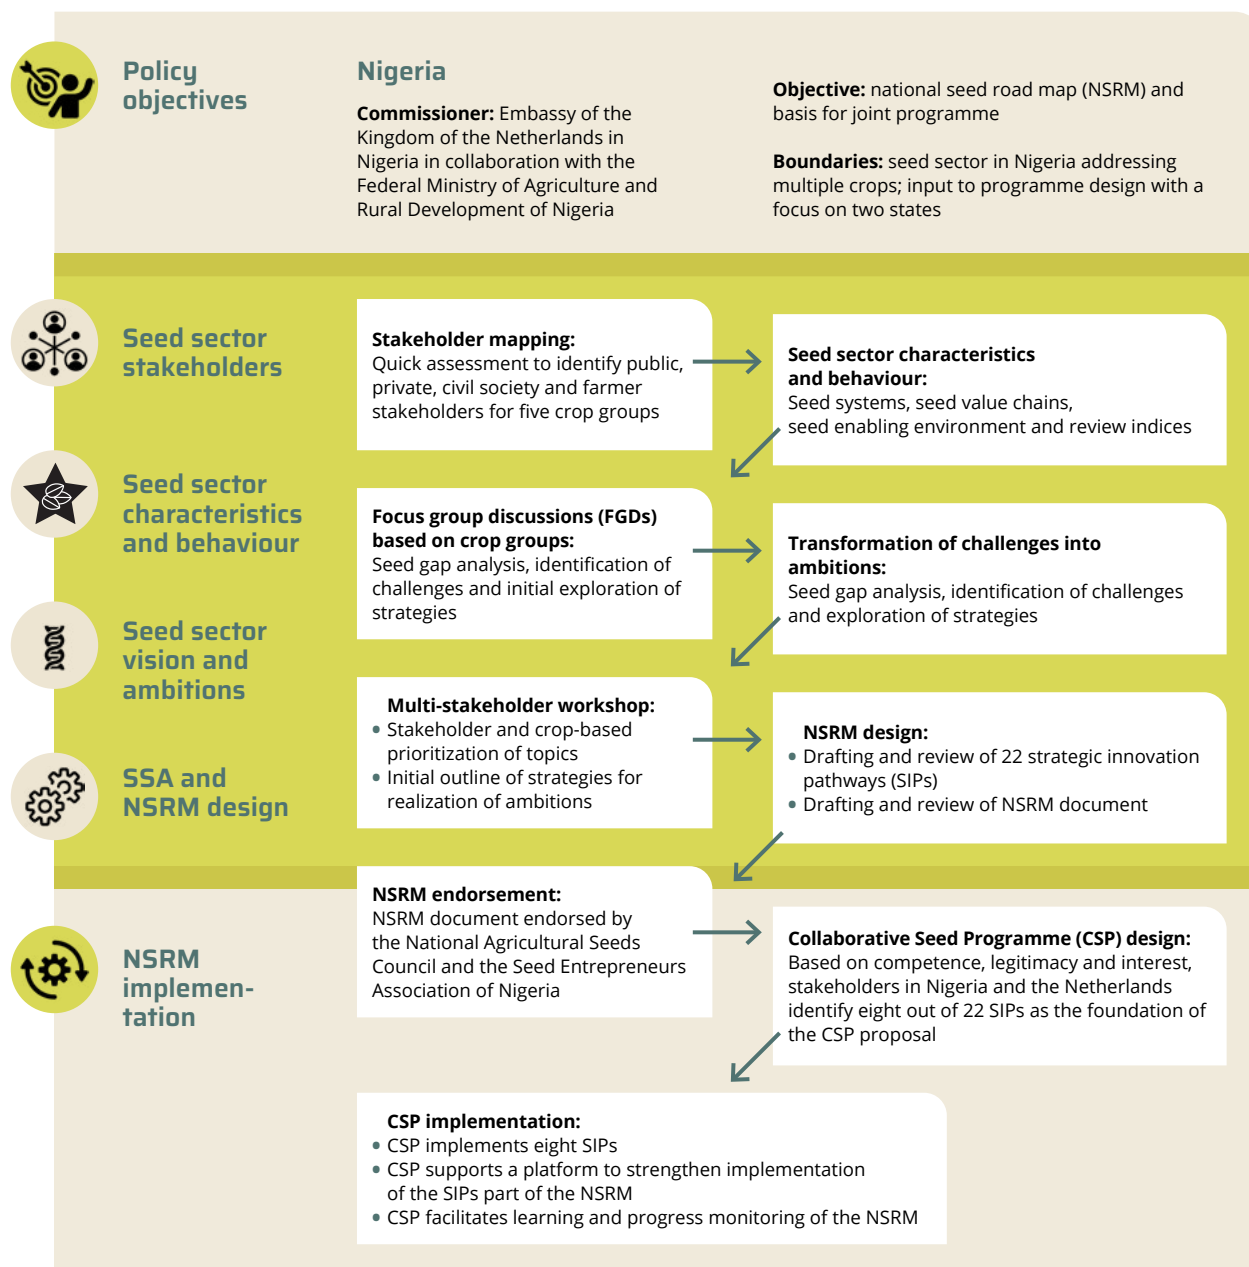 Policy
objectives
Nigeria
Commissioner: Embassy of the
Kingdom of the Netherlands in
Nigeria in collaboration with the
Federal Ministry of Agriculture and
Rural Development of Nigeria
Objective: national seed road map (NSRM) and
basis for joint programme
Boundaries: seed sector in Nigeria addressing
multiple crops; input to programme design with a
focus on two states
Seed sector
stakeholders
Stakeholder mapping:
Quick assessment to identify public,
private, civil society and farmer
stakeholders for five crop groups
Seed sector characteristics
and behaviour:
Seed systems, seed value chains,
seed enabling environment and review indices
Seed sector
characteristics
and behaviour
Focus group discussions (FGDs)
based on crop groups:
Seed gap analysis, identification of
challenges and initial exploration of
strategies
Transformation of challenges into
ambitions:
Seed gap analysis, identification of challenges
and exploration of strategies
Seed sector
vision and
ambitions
Multi-stakeholder workshop:
• Stakeholder and crop-based
prioritization of topics
• Initial outline of strategies for
realization of ambitions
NSRM design:
• Drafting and review of 22 strategic innovation
pathways (SIPs)
• Drafting and review of NSRM document
SSA and
NSRM design
NSRM endorsement:
NSRM document endorsed by
the National Agricultural Seeds
Council and the Seed Entrepreneurs
Association of Nigeria
Collaborative Seed Programme (CSP) design:
Based on competence, legitimacy and interest,
stakeholders in Nigeria and the Netherlands
identify eight out of 22 SIPs as the foundation of
the CSP proposal
NSRM
implemen-
tation
CSP implementation:
• CSP implements eight SIPs
• CSP supports a platform to strengthen implementation
of the SIPs part of the NSRM
• CSP facilitates learning and progress monitoring of the NSRM